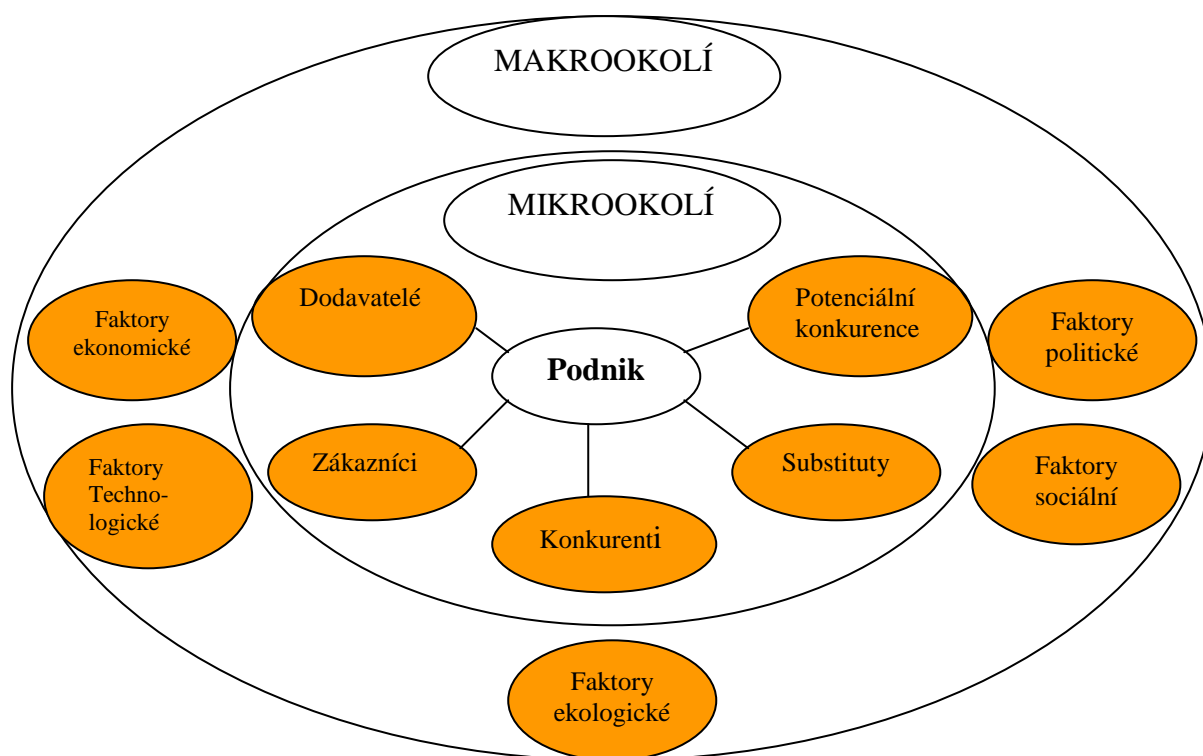 MAKROOKOLÍ
MIKROOKOLÍ
Dodavatelé
Potenciální
konkurence
Faktory
ekonomické
Podnik
Faktory
politické
Faktory
Techno-
logické
Zákazníci
Substituty
Faktory
sociální
Konkurenti
Faktory
ekologické